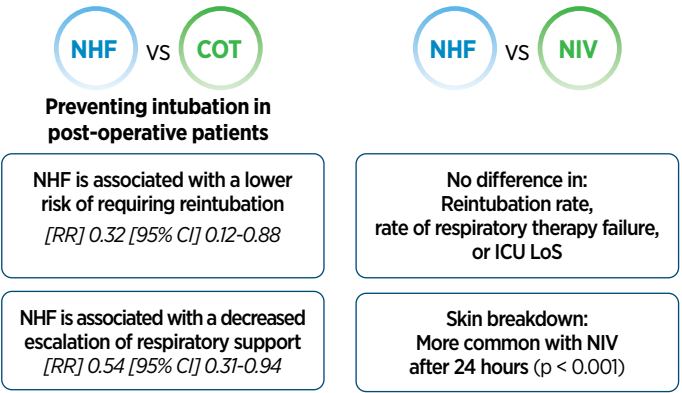 NHF vs COT
Preventing intubation in
post-operative patients
NHF is associated with a lower
risk of requiring reintubation
[RR] 0.32 [95% CI] 0.12-0.88
NHF is associated with a decreased
escalation of respiratory support
[RR] 0.54 [95% CI] 0.31-0.94
NHF vs NIV
No difference in:
Reintubation rate,
rate of respiratory therapy failure,
or ICU LoS
Skin breakdown:
More common with NIV
after 24 hours (p < 0.001)